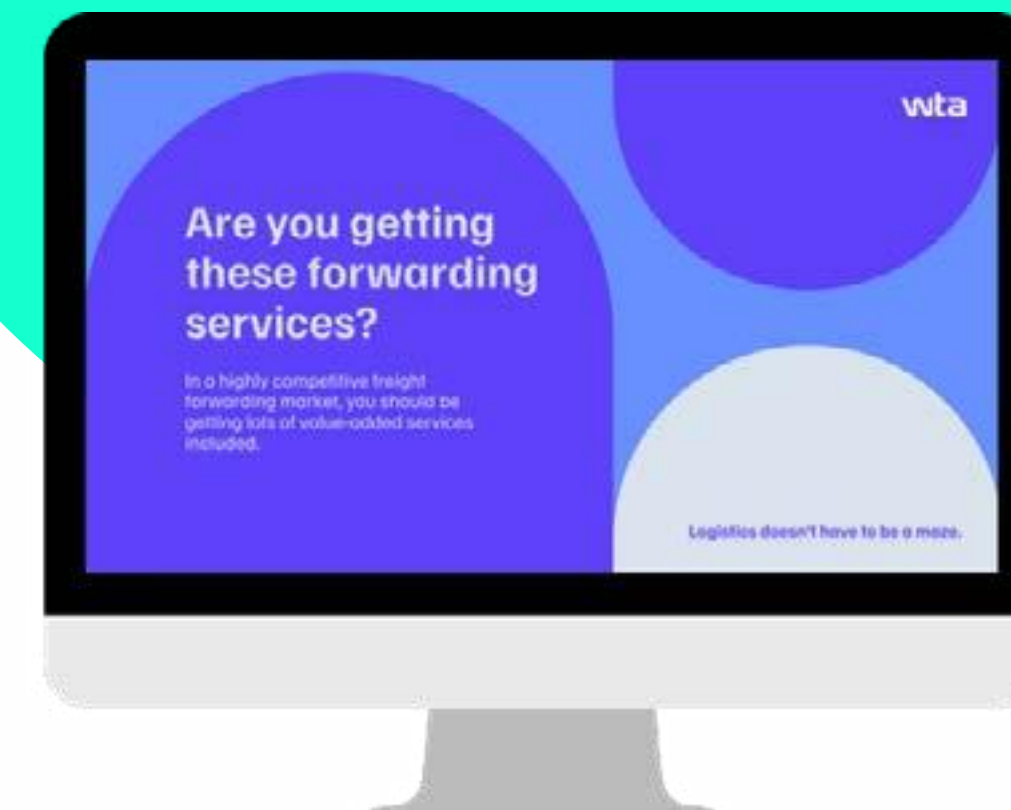 wta
Are you getting
these forwarding
services?
In a highly competitive freight
forwarding market, you should be
getting lots of value-added services
included.
Logistics doesn't have to be a maze.